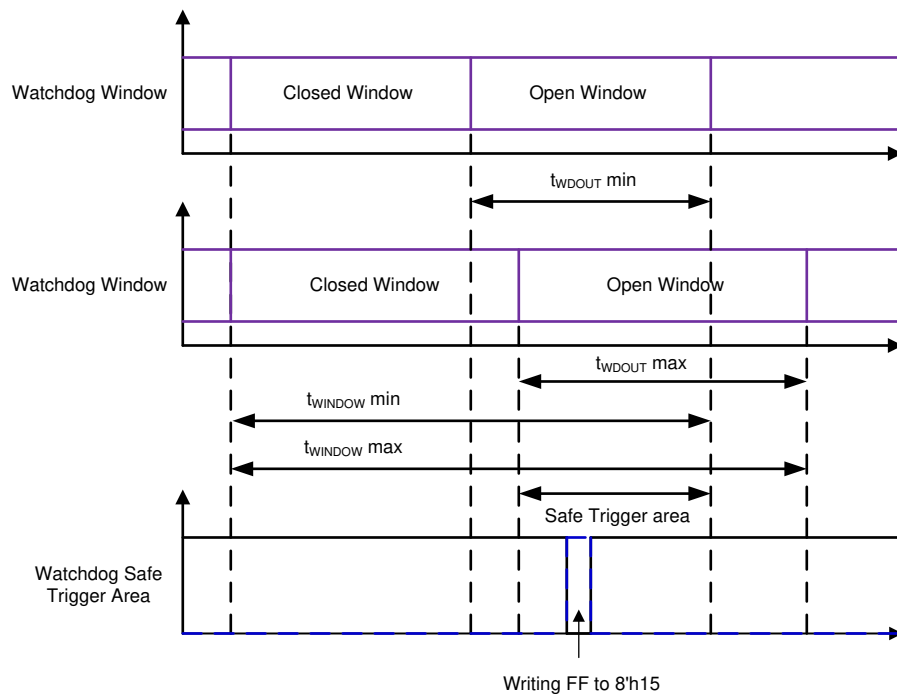 Watchdog Window
Closed Window
Open Window
tWDOUT min
Watchdog Window
Closed Window
Open Window
tWDOUT max
tWINDOW min
tWINDOW max
Safe Trigger area
Watchdog Safe
Trigger Area
Writing FF to 8'h15